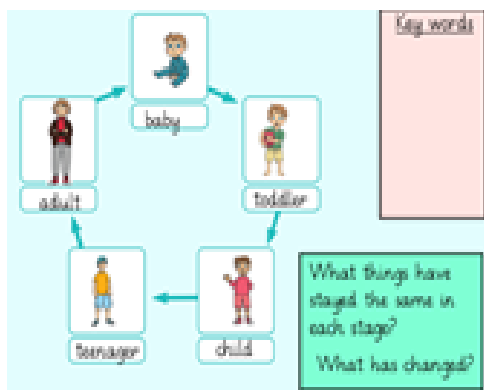 Key words
baby
adult
toddler
teenager
child
What things have
stayed the same in
each stage?
What has changed?